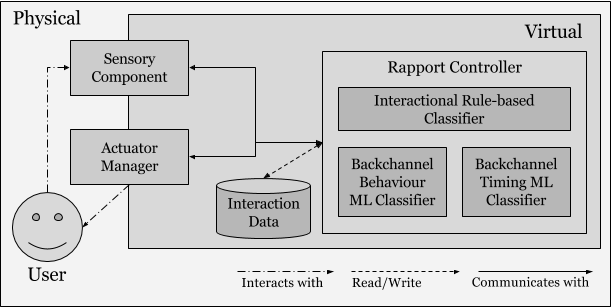 Physical
Virtual
Sensory
Component
Rapport Controller
Interactional Rule-based
Classifier
Actuator
Manager
Backchannel
Behaviour
ML Classifier
Backchannel
Timing ML
Classifier
Interaction
Data
User
Interacts with
Read/Write
Communicates with